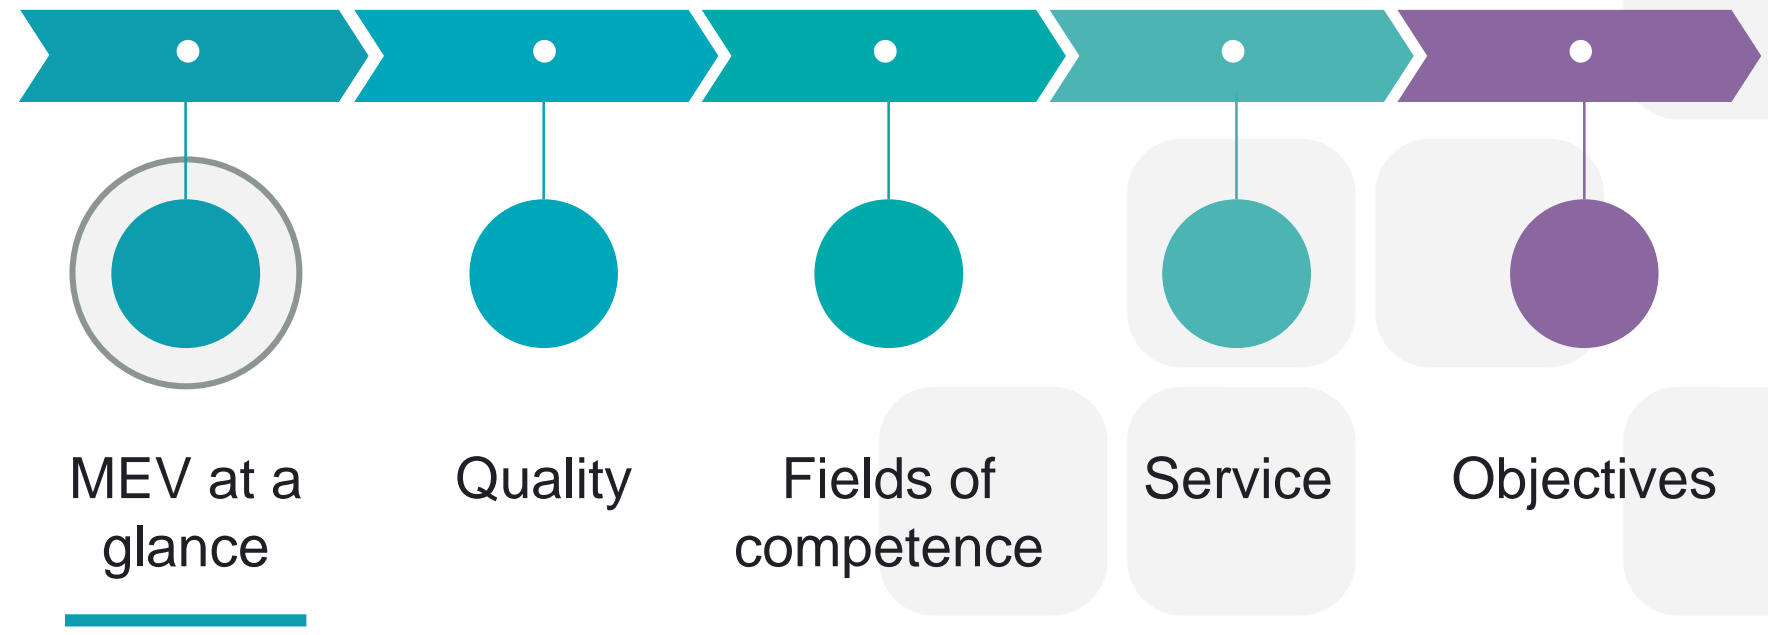 MEV at a
glance
Quality
Fields of
competence
Service
Objectives